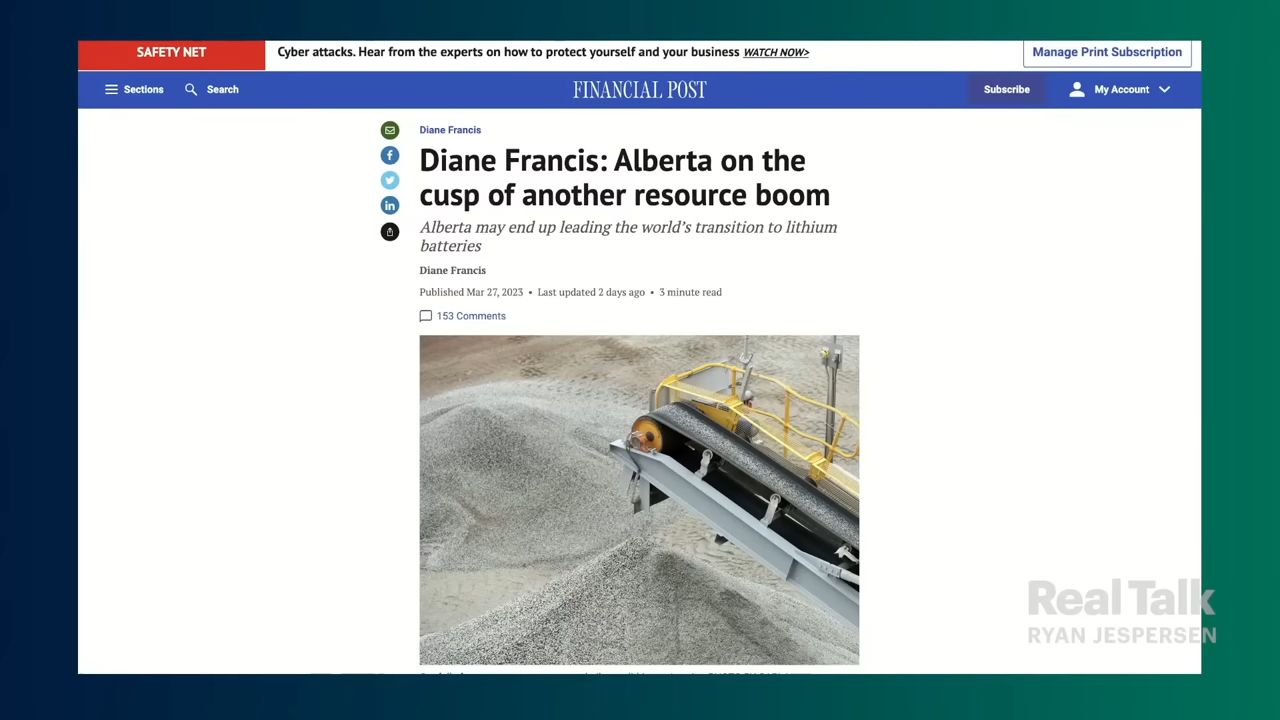 SAFETY NET
Cyber attacks. Hear from the experts on how to protect yourself and your business WATCH NOW>
Manage Print Subscription
Sections
Search
FINANCIAL POST
Subscribe
My Account
Diane Francis
Diane Francis: Alberta on the
cusp of another resource boom
Alberta may end up leading the world's transition to lithium
batteries
Diane Francis
Published Mar 27, 2023 • Last updated 2 days ago • 3 minute read
153 Comments
Real Talk
RYAN JESPERSEN